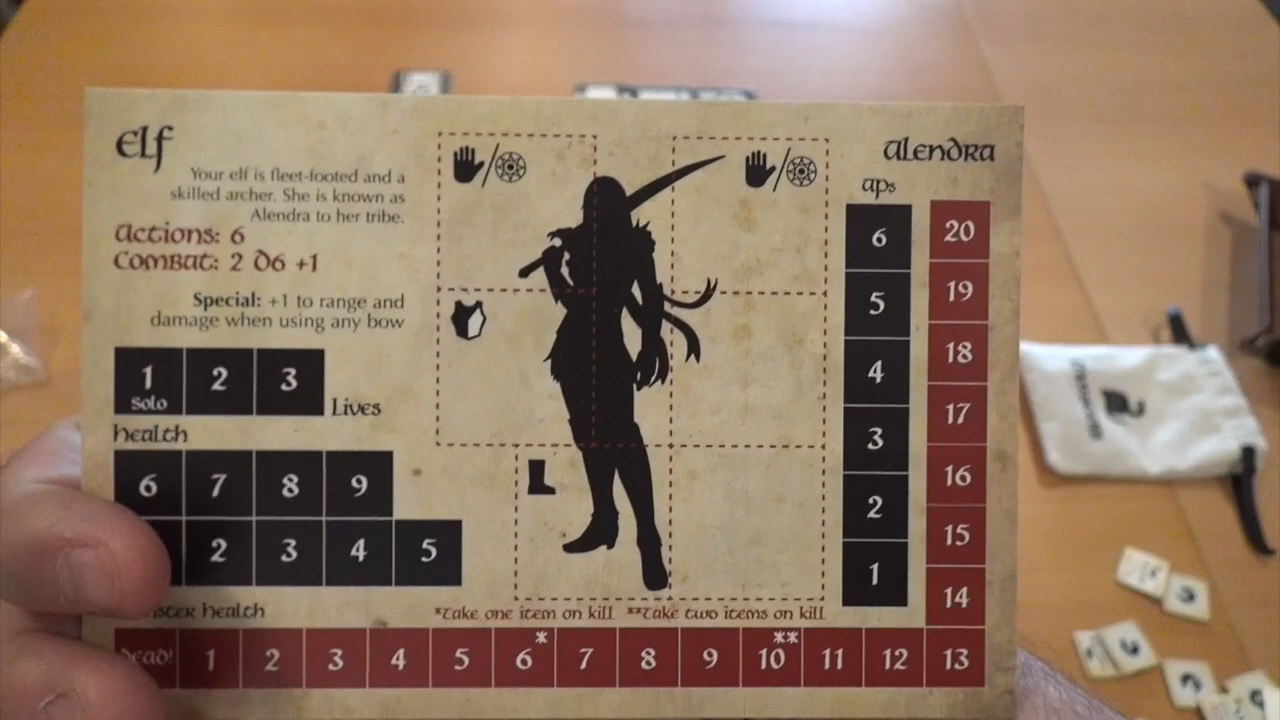 Elf
Alendra
Your elf is fleet-footed and a
skilled archer. She is known as
Alendra to her tribe.
Actions: 6
Combat: 2 D6 +1
Special: +1 to range and
damage when using any bow
1 2 3
Solo
Lives
Health
6 7 8 9
2 3 4 5
APs
6
5
4
3
2
1
20
19
18
17
16
15
14
Health
*Take one item on kill **Take two items on kill
1 2 3 4 5 6* 7 8 9 10** 11 12 13